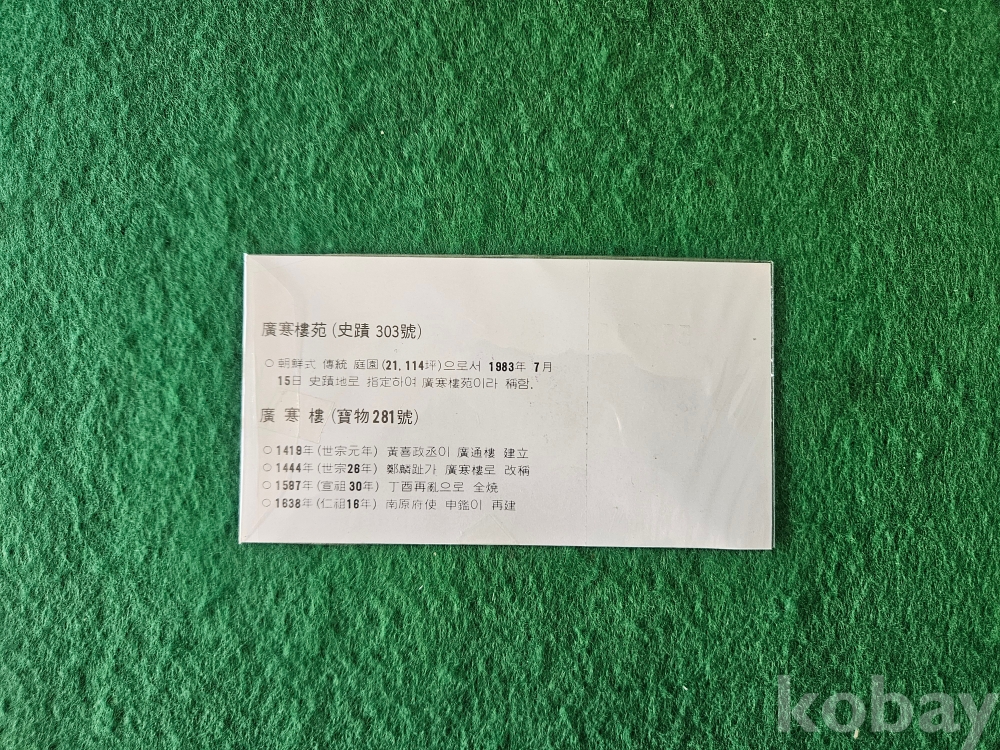 廣寒樓苑 (史蹟 303號)
○ 朝鮮式 傳統 庭園(21,114坪)으로서 1983年 7月
15日 史蹟地로 指定하여 廣寒樓苑이라 稱함.
廣 寒 樓 (寶物281號)
○ 1419年(世宗元年) 黃喜政丞이 廣通樓 建立
○ 1444年(世宗26年) 鄭麟趾가 廣寒樓로 改稱
○ 1597年(宣祖30年) 丁酉再亂으로 全燒
○ 1638年(仁祖16年) 南原府使 申鑑이 再建
kobay